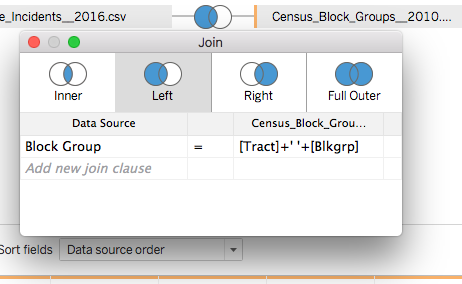 e_Incidents__2016.csv Census_Block_Groups__2010....
Join
Inner Left Right Full Outer
Data Source Census_Block_Grou...
Block Group = [Tract]+' '+[Blkgrp]
Add new join clause
Sort fields Data source order